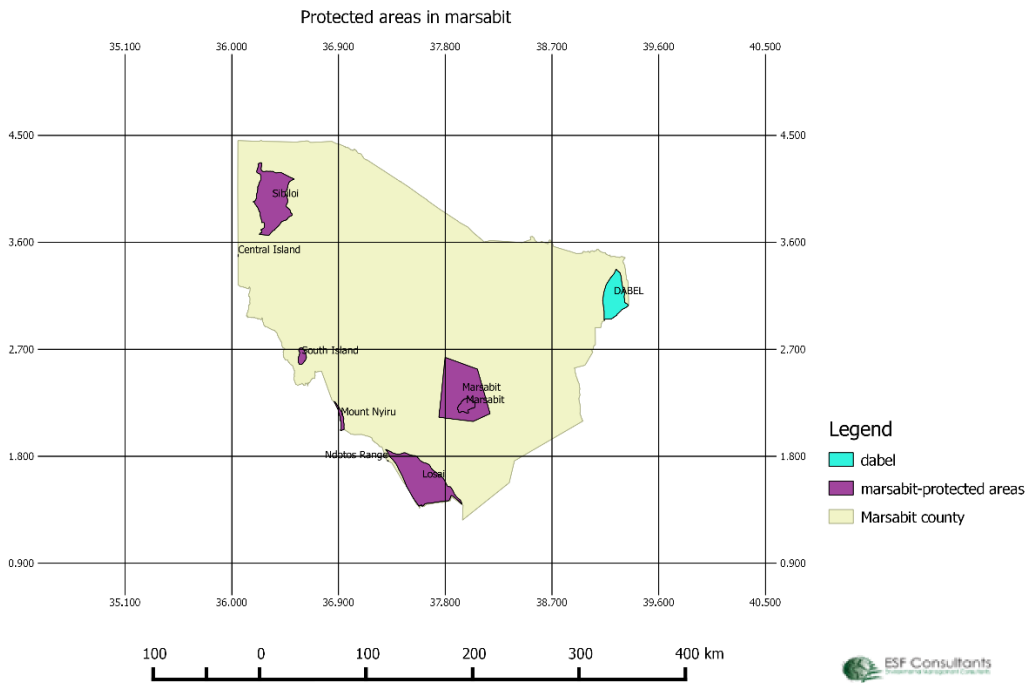 Protected areas in marsabit
35.100 36.000 36.900 37.800 38.700 39.600 40.500
4.500 4.500
Sibiloi
3.600 3.600
Central Island
DABEL
2.700 2.700
South Island
Marsabit
Marsabit
Mount Nyiru
1.800 1.800
Ndotos Range
Losai
0.900 0.900
35.100 36.000 36.900 37.800 38.700 39.600 40.500
Legend
dabel
marsabit-protected areas
Marsabit county
100 0 100 200 300 400 km
ESF Consultants
Environmental Management Consultants